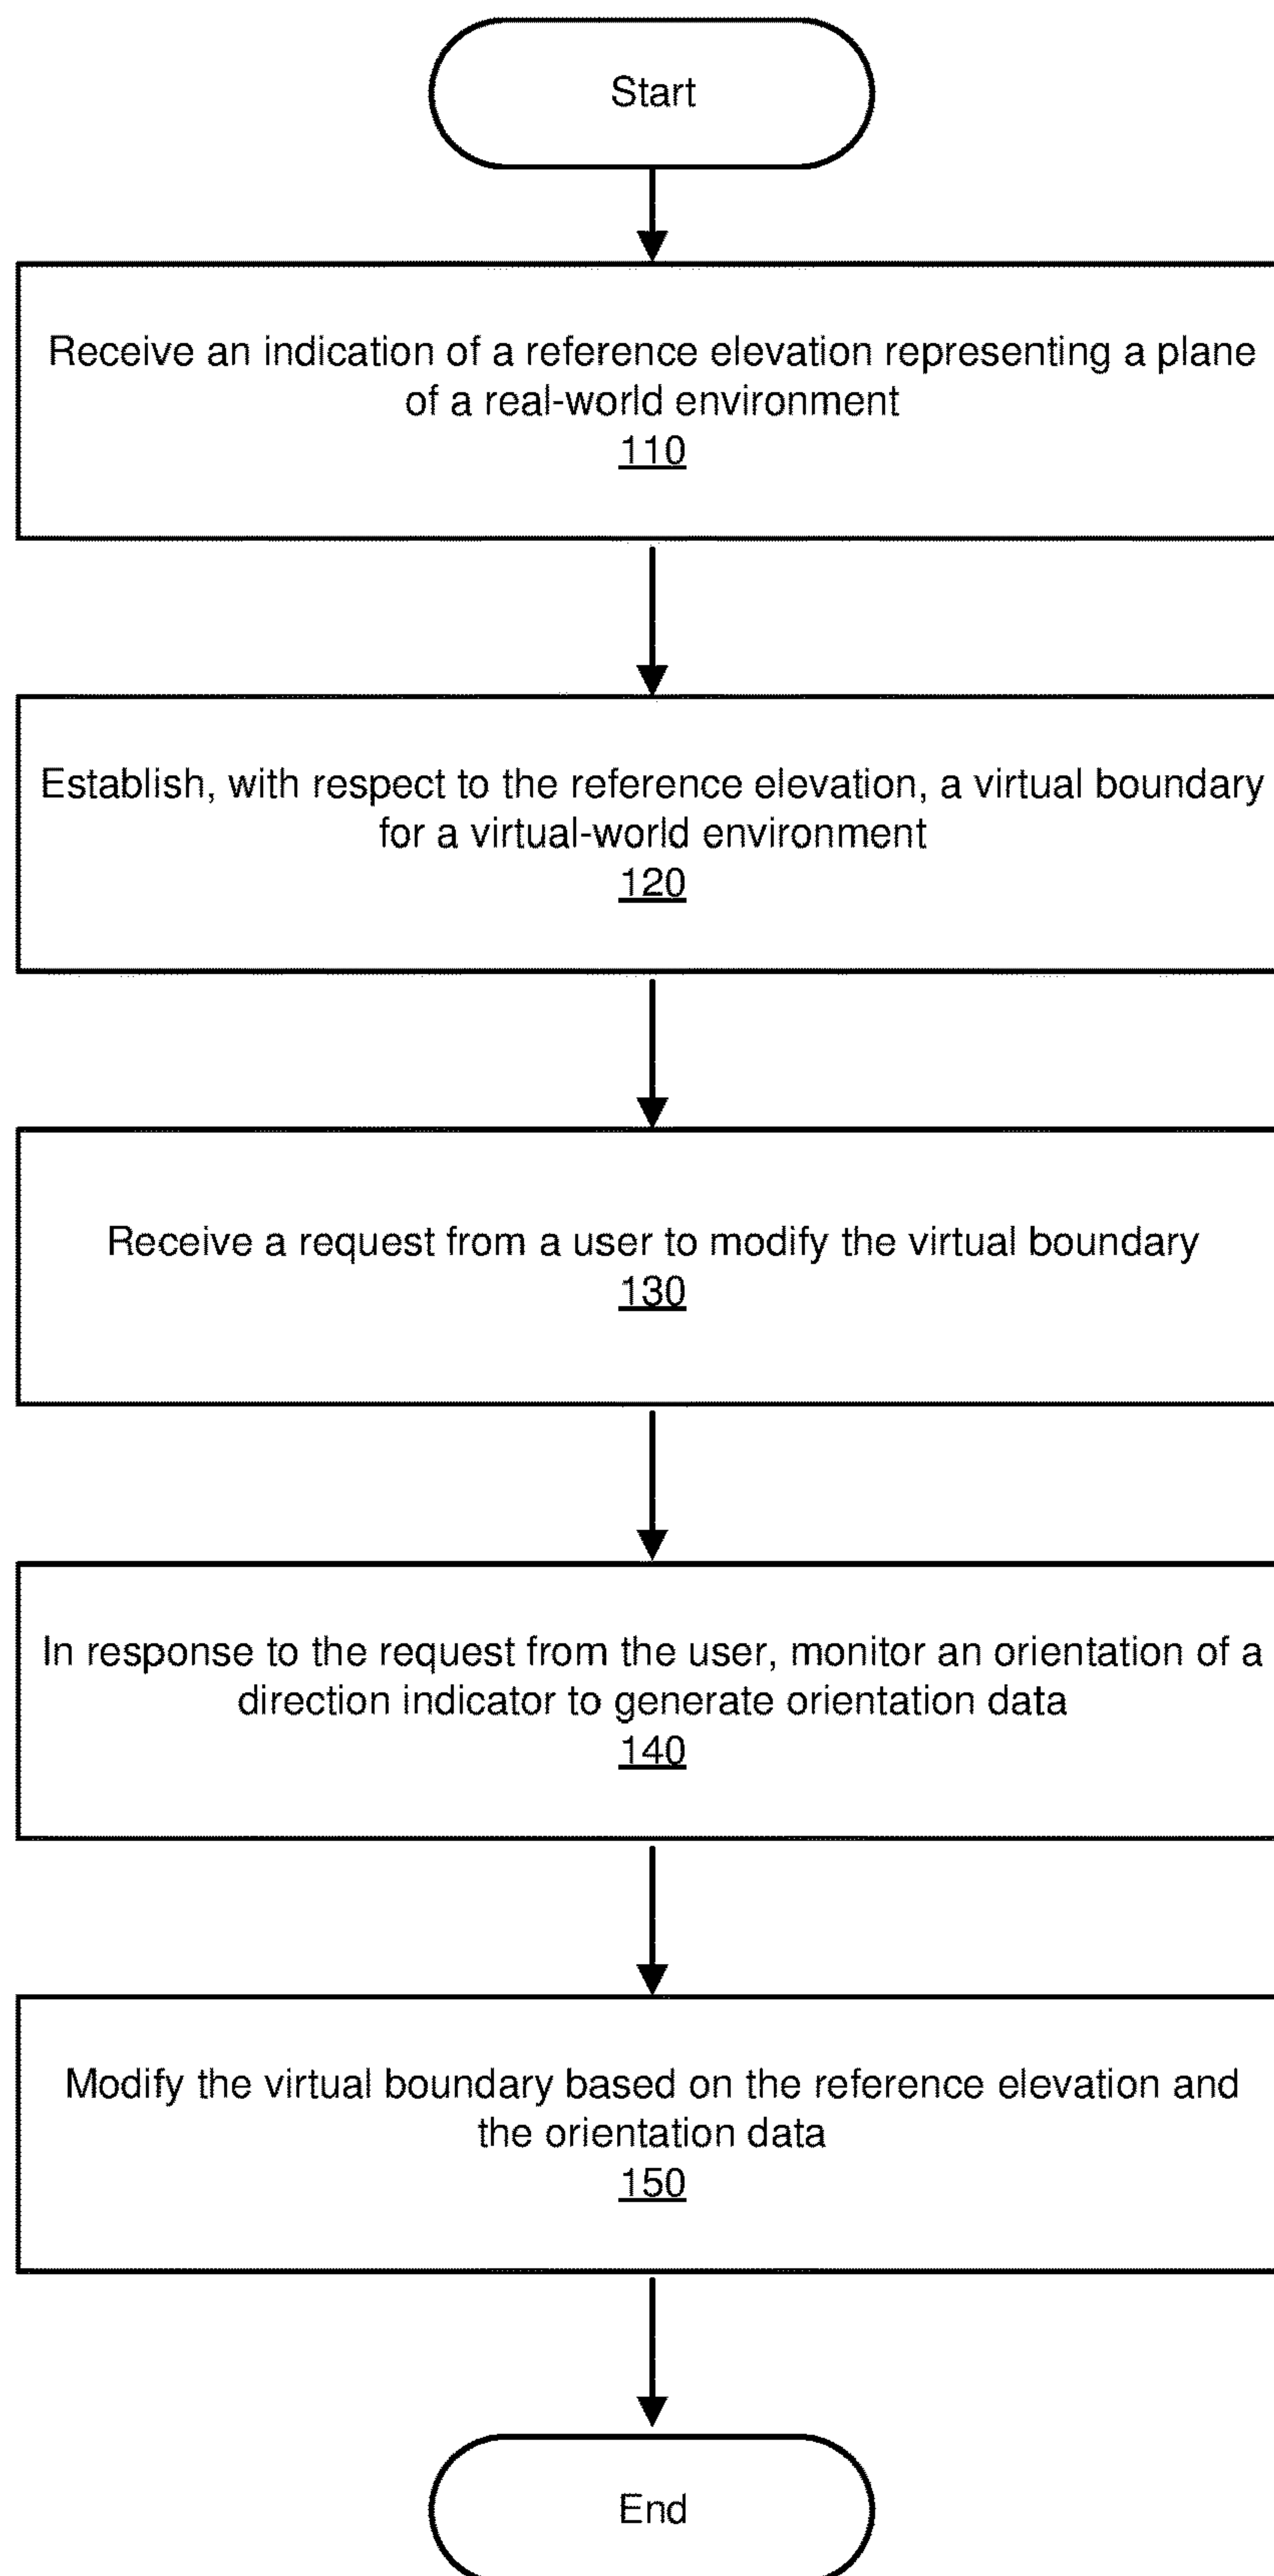 Start
Receive an indication of a reference elevation representing a plane
of a real-world environment
110
Establish, with respect to the reference elevation, a virtual boundary
for a virtual-world environment
120
Receive a request from a user to modify the virtual boundary
130
In response to the request from the user, monitor an orientation of a
direction indicator to generate orientation data
140
Modify the virtual boundary based on the reference elevation and
the orientation data
150
End